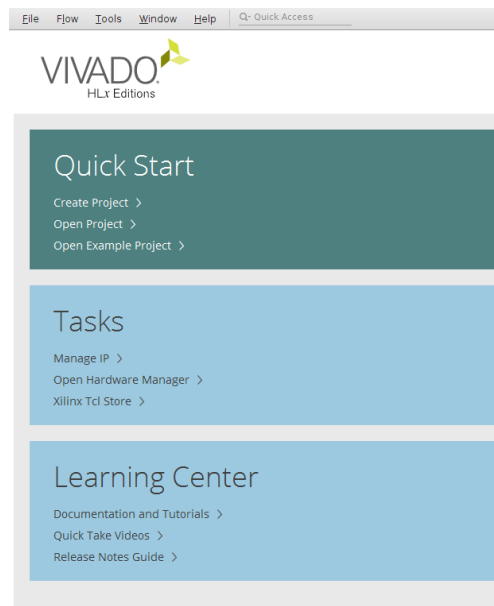 File Flow Tools Window Help Q- Quick Access
VIVADO.
HLx Editions
Quick Start
Create Project >
Open Project >
Open Example Project >
Tasks
Manage IP >
Open Hardware Manager >
Xilinx Tcl Store >
Learning Center
Documentation and Tutorials >
Quick Take Videos >
Release Notes Guide >